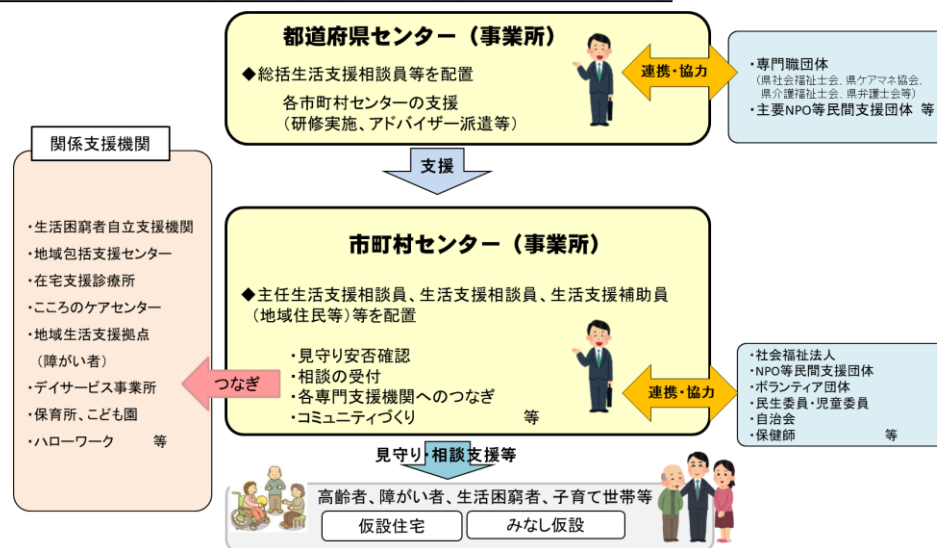 都道府県センター（事業所）
◆総括生活支援相談員等を配置
各市町村センターの支援
（研修実施、アドバイザー派遣等）
連携・協力
・専門職団体
（県社会福祉士会、県ケアマネ協会、
県介護福祉士会、県弁護士会等）
・主要NPO等民間支援団体 等
支援
関係支援機関
・生活困窮者自立支援機関
・地域包括支援センター
・在宅支援診療所
・こころのケアセンター
・地域生活支援拠点
（障がい者）
・デイサービス事業所
・保育所、こども園
・ハローワーク 等
つなぎ
市町村センター（事業所）
◆主任生活支援相談員、生活支援相談員、生活支援補助員
（地域住民等）等を配置
・見守り安否確認
・相談の受付
・各専門支援機関へのつなぎ
・コミュニティづくり 等
連携・協力
・社会福祉法人
・NPO等民間支援団体
・ボランティア団体
・民生委員・児童委員
・自治会
・保健師 等
見守り・相談支援等
高齢者、障がい者、生活困窮者、子育て世帯等
仮設住宅
みなし仮設